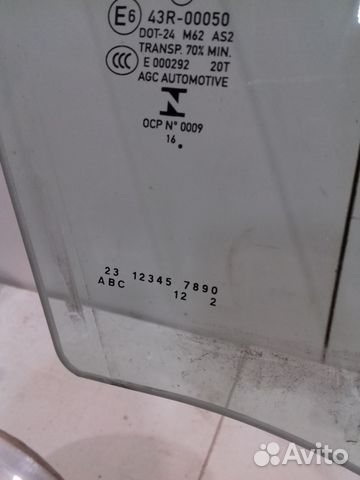 E6 43R-00050
DOT-24 M62 AS2
TRANSP. 70% MIN.
CCC E 000292 20T
AGC AUTOMOTIVE
N
OCP N° 0009
16 .
23 12345 7890
ABC 12 2
Avito